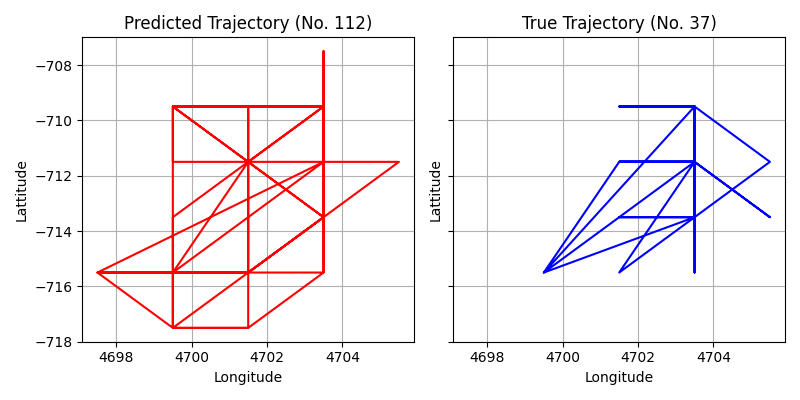 Predicted Trajectory (No. 112)
True Trajectory (No. 37)
−708
−710
−712
−714
−716
−718
Lattitude
Lattitude
4698 4700 4702 4704
4698 4700 4702 4704
Longitude
Longitude